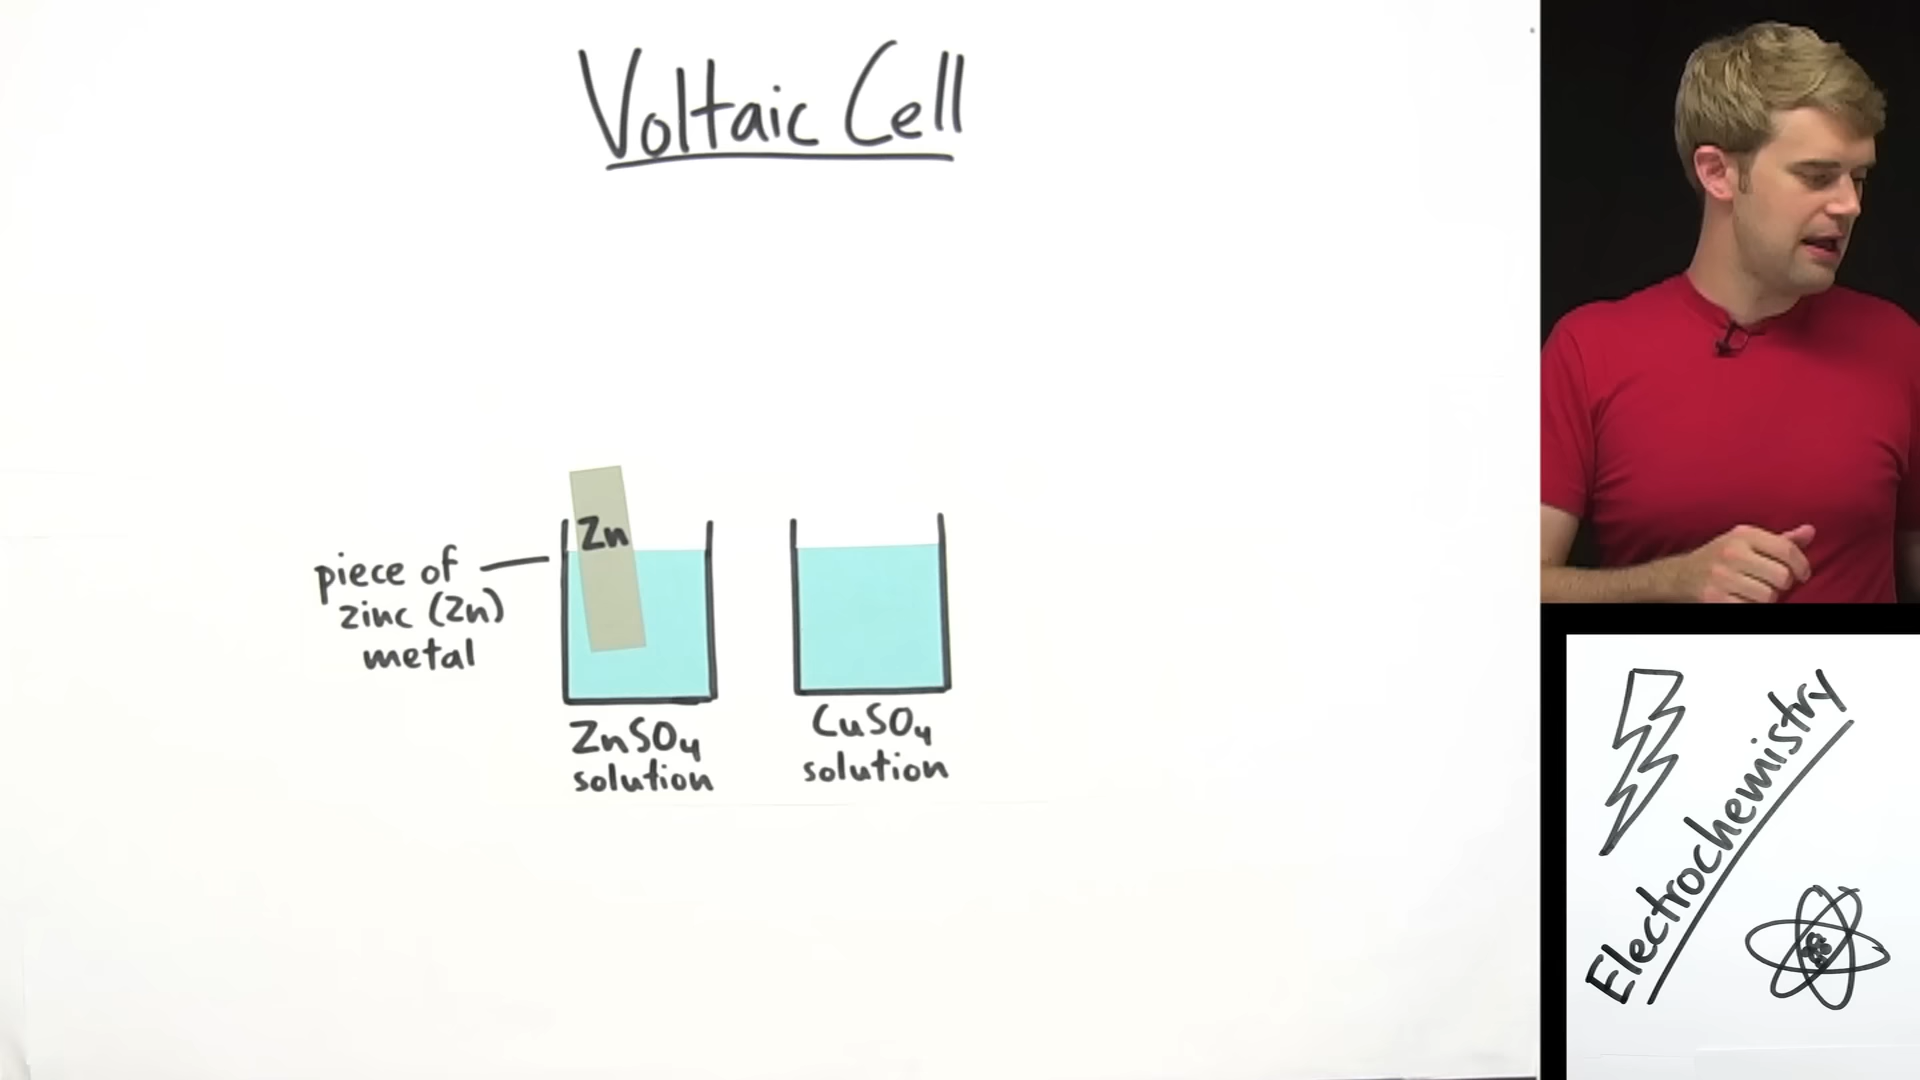 Voltaic Cell
Zn
piece of
zinc (Zn)
metal
ZnSO₄
solution
CuSO₄
solution
Electrochemistry